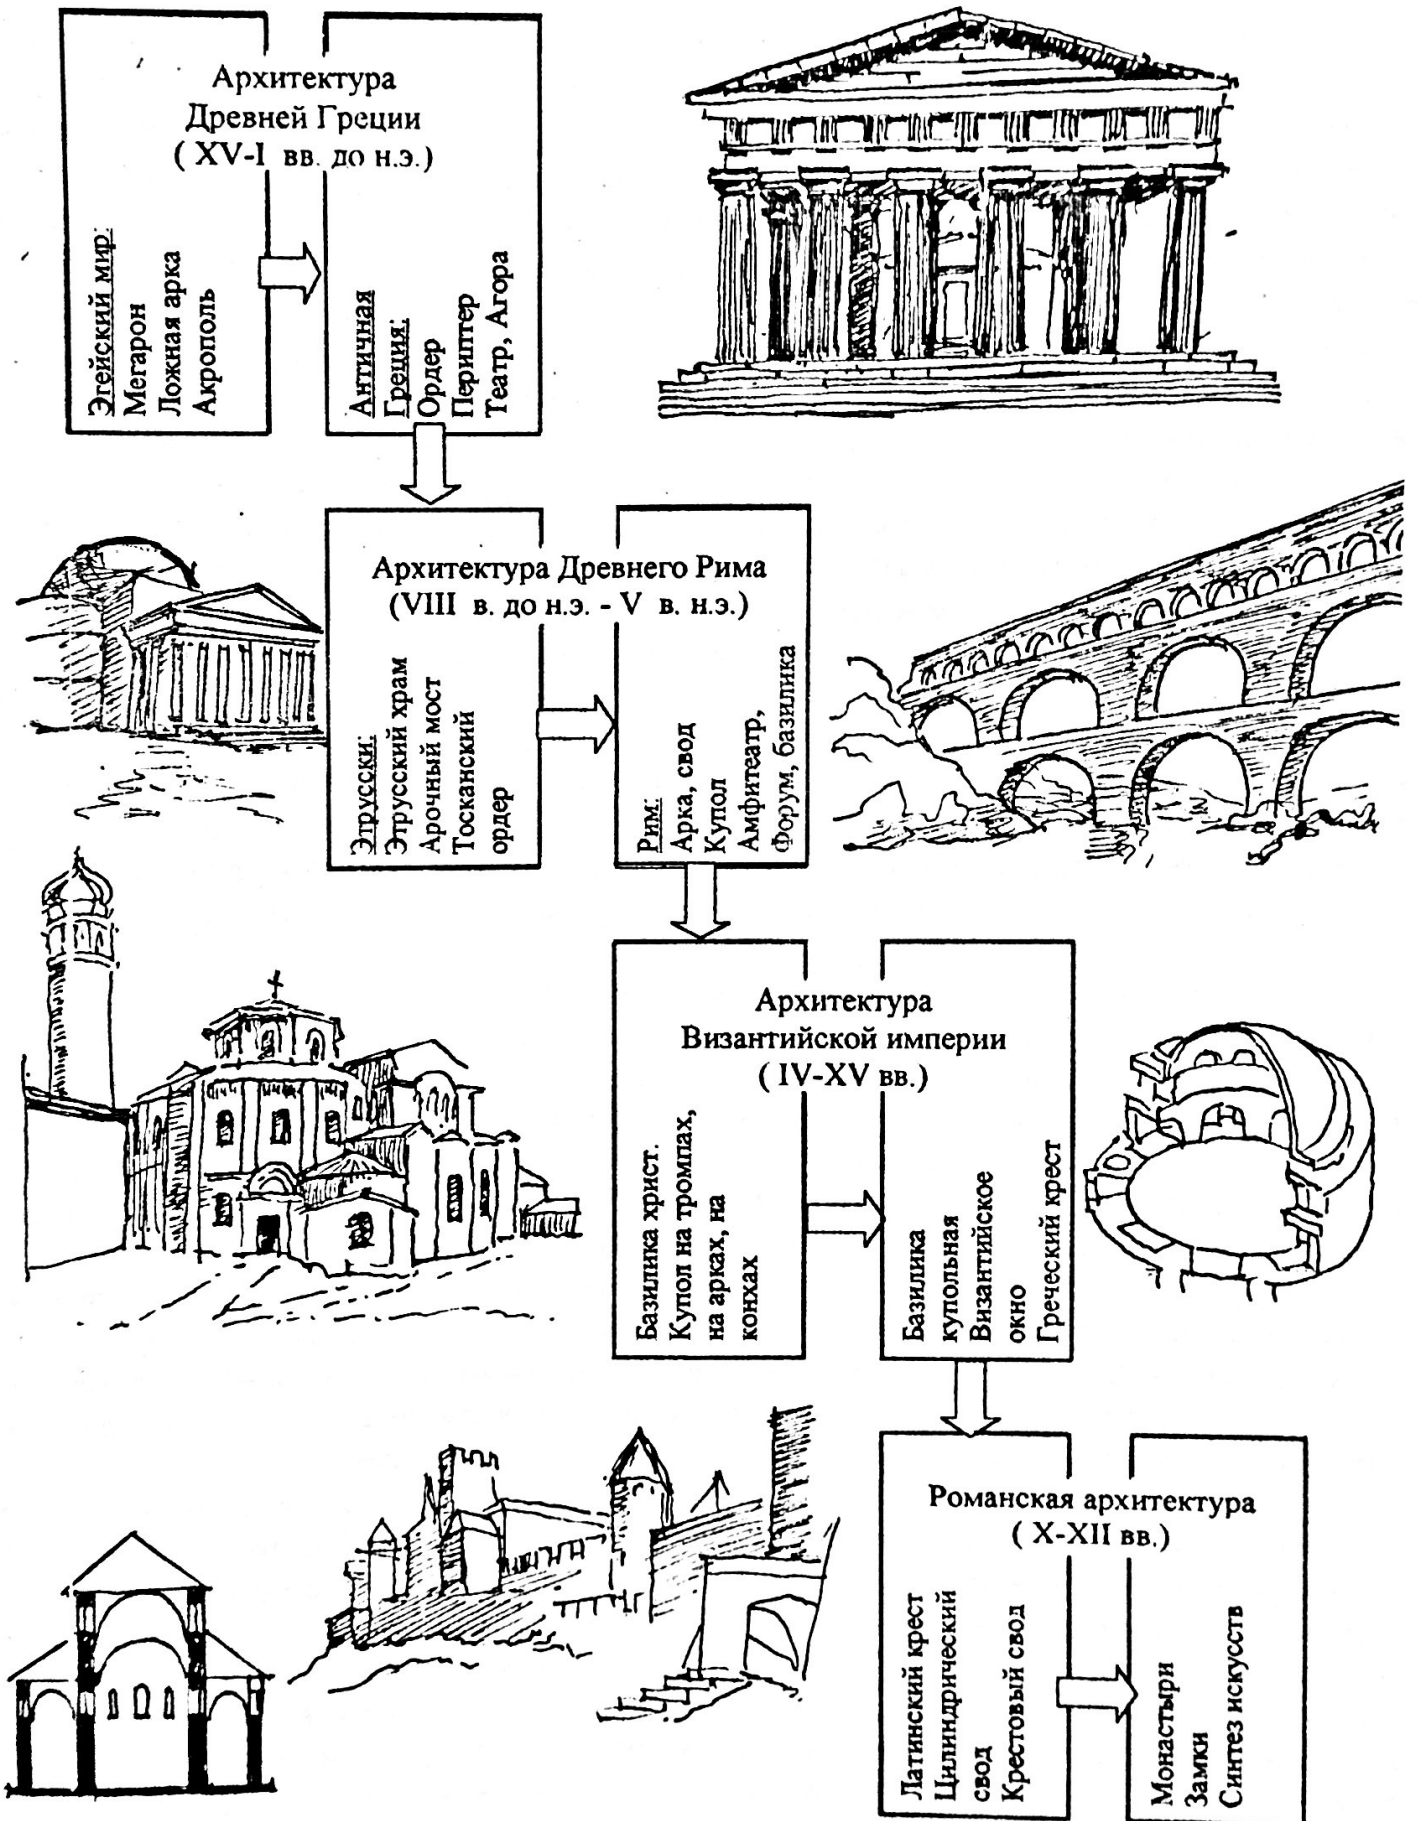 Архитектура
Древней Греции
( XV-I вв. до н.э.)
Эгейский мир:
Мегарон
Ложная арка
Акрополь
Античная
Греция:
Ордер
Периптер
Театр, Агора
Архитектура Древнего Рима
(VIII в. до н.э. - V в. н.э.)
Этруски:
Этрусский храм
Арочный мост
Тосканский
ордер
Рим:
Арка, свод
Купол
Амфитеатр,
Форум, базилика
Архитектура
Византийской империи
( IV-XV вв.)
Базилика христ.
Купол на тромпах,
на арках, на
конхах
Базилика
купольная
Византийское
окно
Греческий крест
Романская архитектура
( X-XII вв.)
Латинский крест
Цилиндрический
свод
Крестовый свод
Монастыри
Замки
Синтез искусств